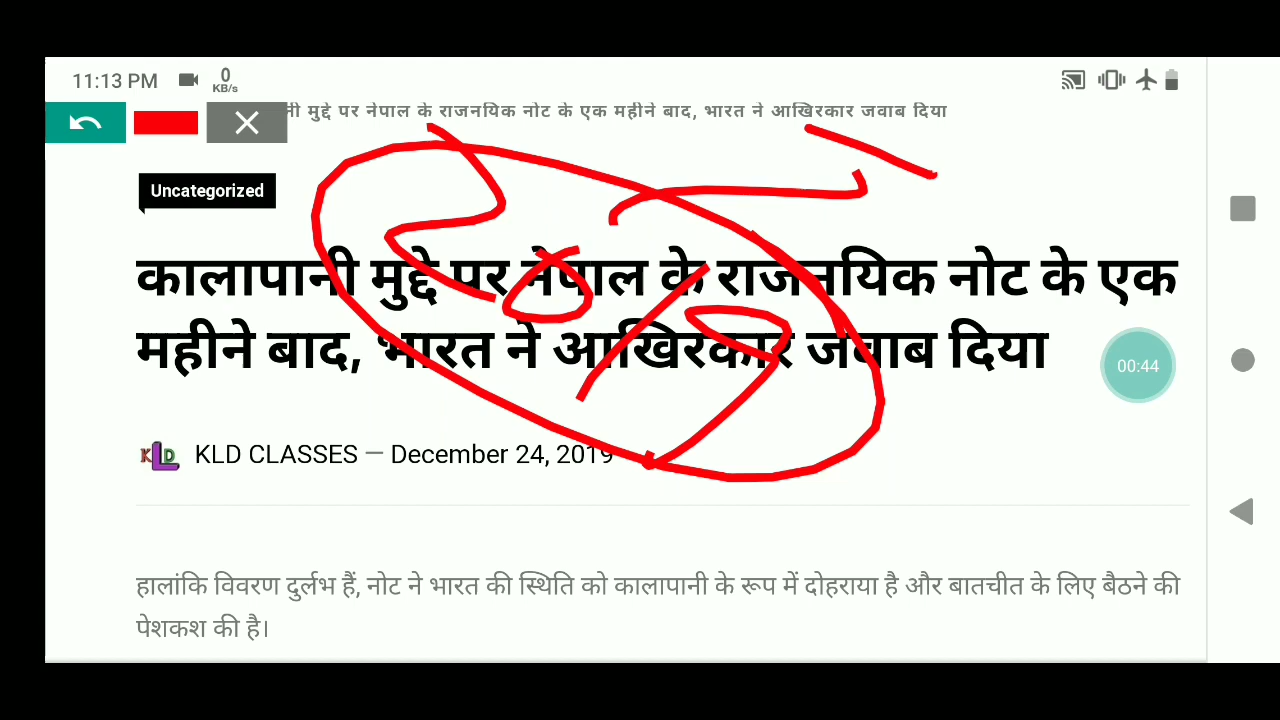 11:13 PM
0
KB/s
नी मुद्दे पर नेपाल के राजनयिक नोट के एक महीने बाद, भारत ने आखिरकार जवाब दिया
Uncategorized
कालापानी मुद्दे पर नेपाल के राजनयिक नोट के एक
महीने बाद, भारत ने आखिरकार जवाब दिया
00:44
KLD
KLD CLASSES — December 24, 2019
हालांकि विवरण दुर्लभ हैं, नोट ने भारत की स्थिति को कालापानी के रूप में दोहराया है और बातचीत के लिए बैठने की
पेशकश की है।